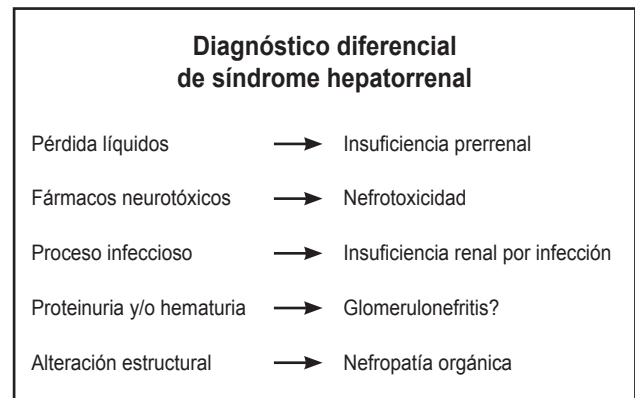 Diagnóstico diferencial
de síndrome hepatorrenal
Pérdida líquidos → Insuficiencia prerrenal
Fármacos neurotóxicos → Nefrotoxicidad
Proceso infeccioso → Insuficiencia renal por infección
Proteinuria y/o hematuria → Glomerulonefritis?
Alteración estructural → Nefropatía orgánica